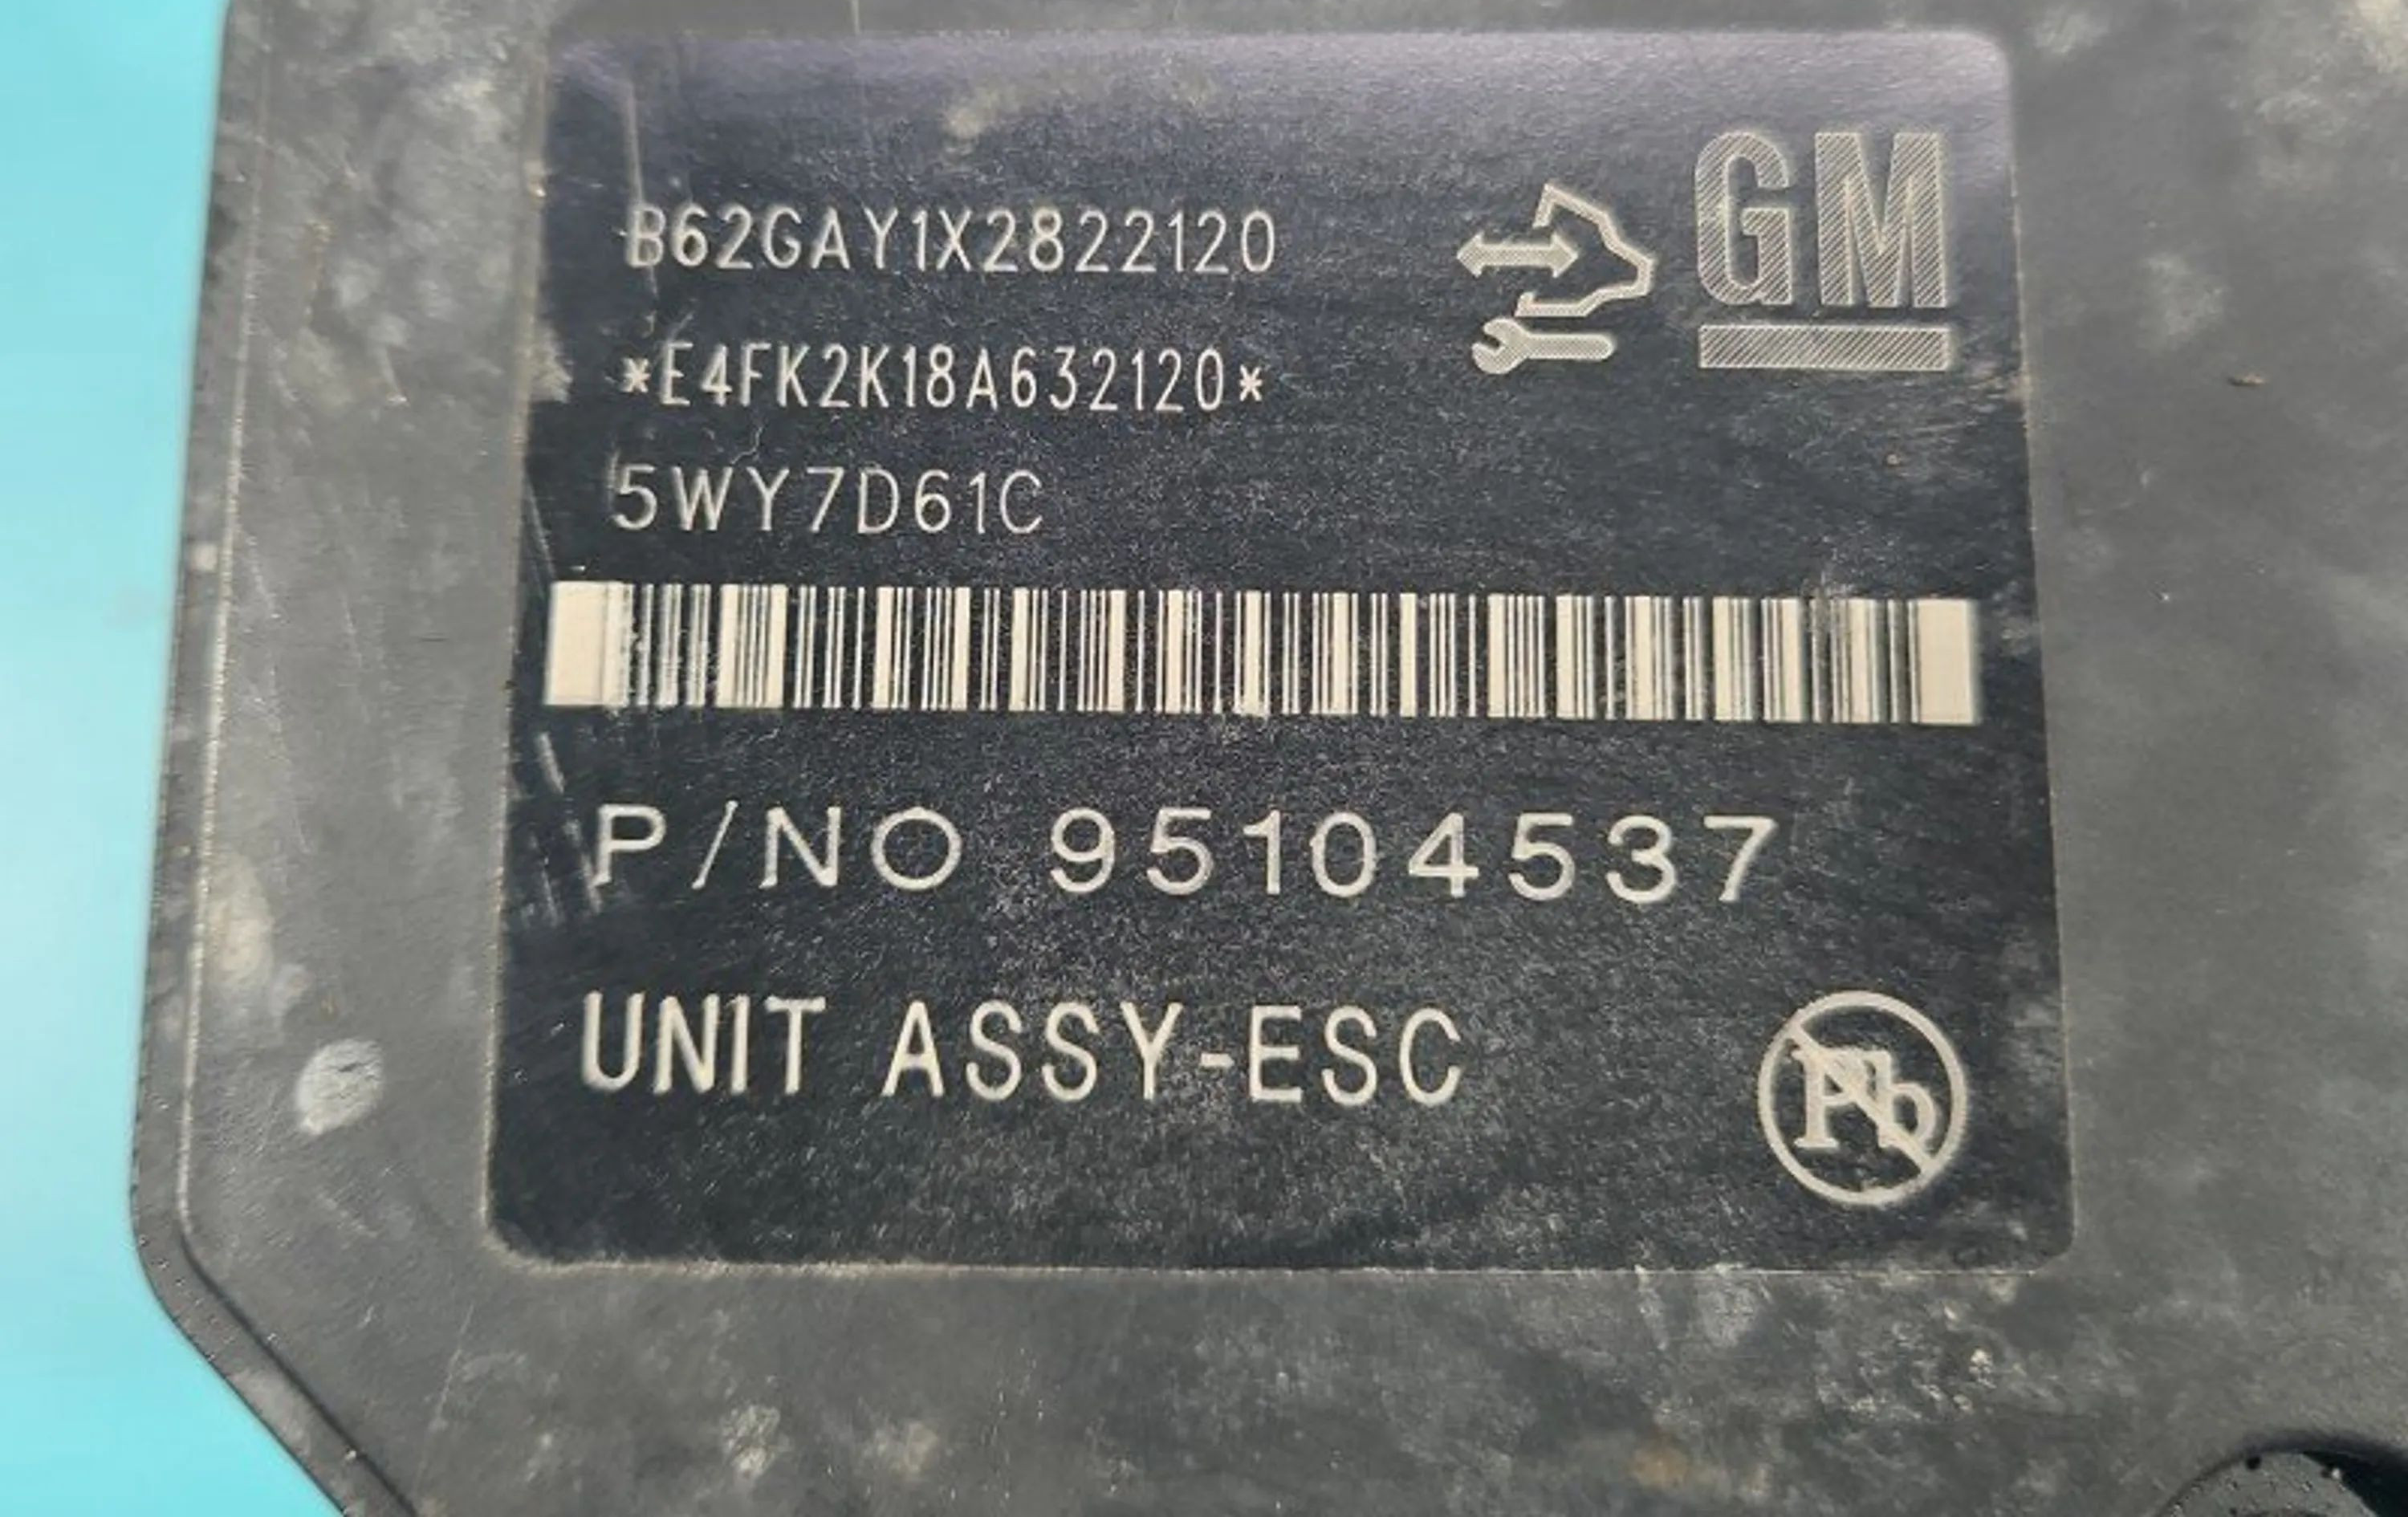 GM
B62GAY1X2822120
*E4FK2K18A632120*
5WY7D61C
P/NO 95104537
UNIT ASSY-ESC
Pb